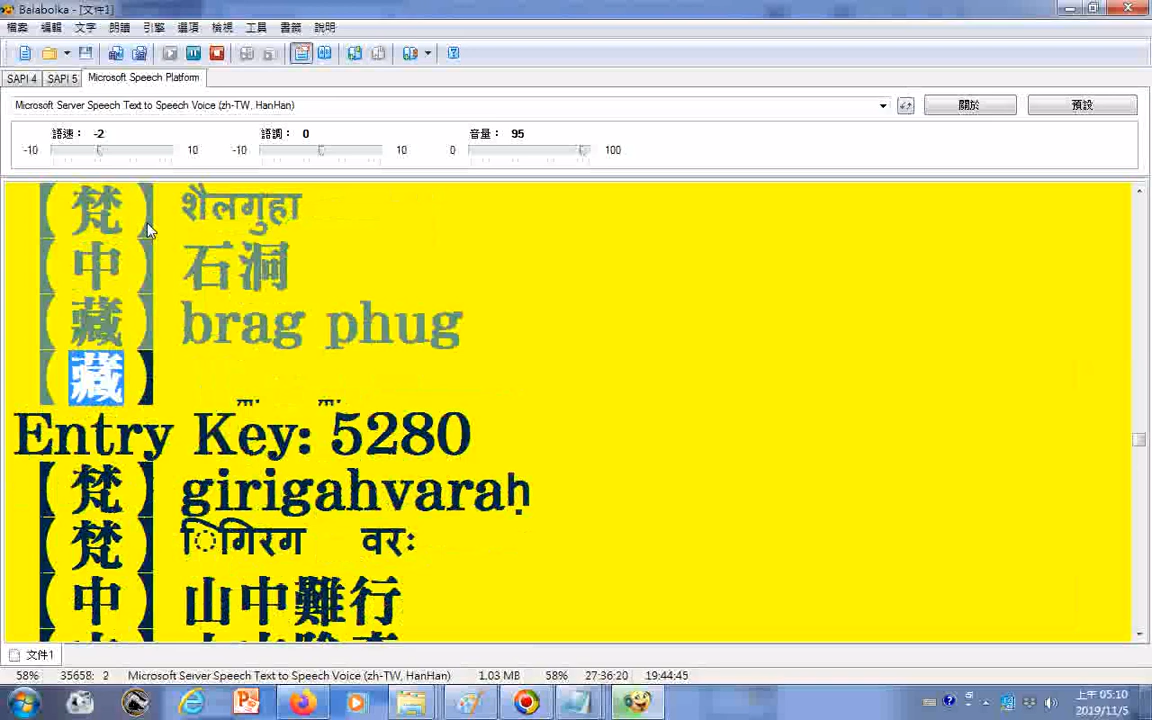 Balabolka - [文件1]
檔案 編輯 文字 朗讀 引擎 選項 檢視 工具 書籤 說明
SAPI 4 SAPI 5 Microsoft Speech Platform
Microsoft Server Speech Text to Speech Voice (zh-TW, HanHan) 關於 預設
語速： -2 語調： 0 音量： 95
-10 10 -10 10 0 100
【梵】 शैलगुहा
【中】 石洞
【藏】 brag phug
【藏】
Entry Key: 5280
【梵】 girigahvaraḥ
【梵】 िगिरग वरः
【中】 山中難行
文件1
58% 35658: 2 Microsoft Server Speech Text to Speech Voice (zh-TW, HanHan) 1.03 MB 58% 27:36:20 19:44:45
上午 05:10
2019/11/5